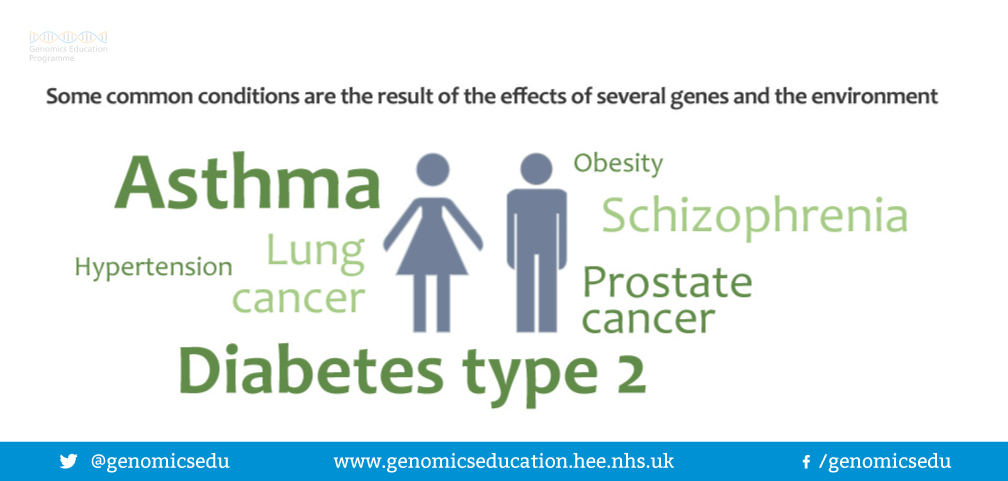 Genomics Education
Programme
Some common conditions are the result of the effects of several genes and the environment
Asthma
Obesity
Schizophrenia
Hypertension
Lung
cancer
Prostate
cancer
Diabetes type 2
@genomicsedu
www.genomicseducation.hee.nhs.uk
/genomicsedu